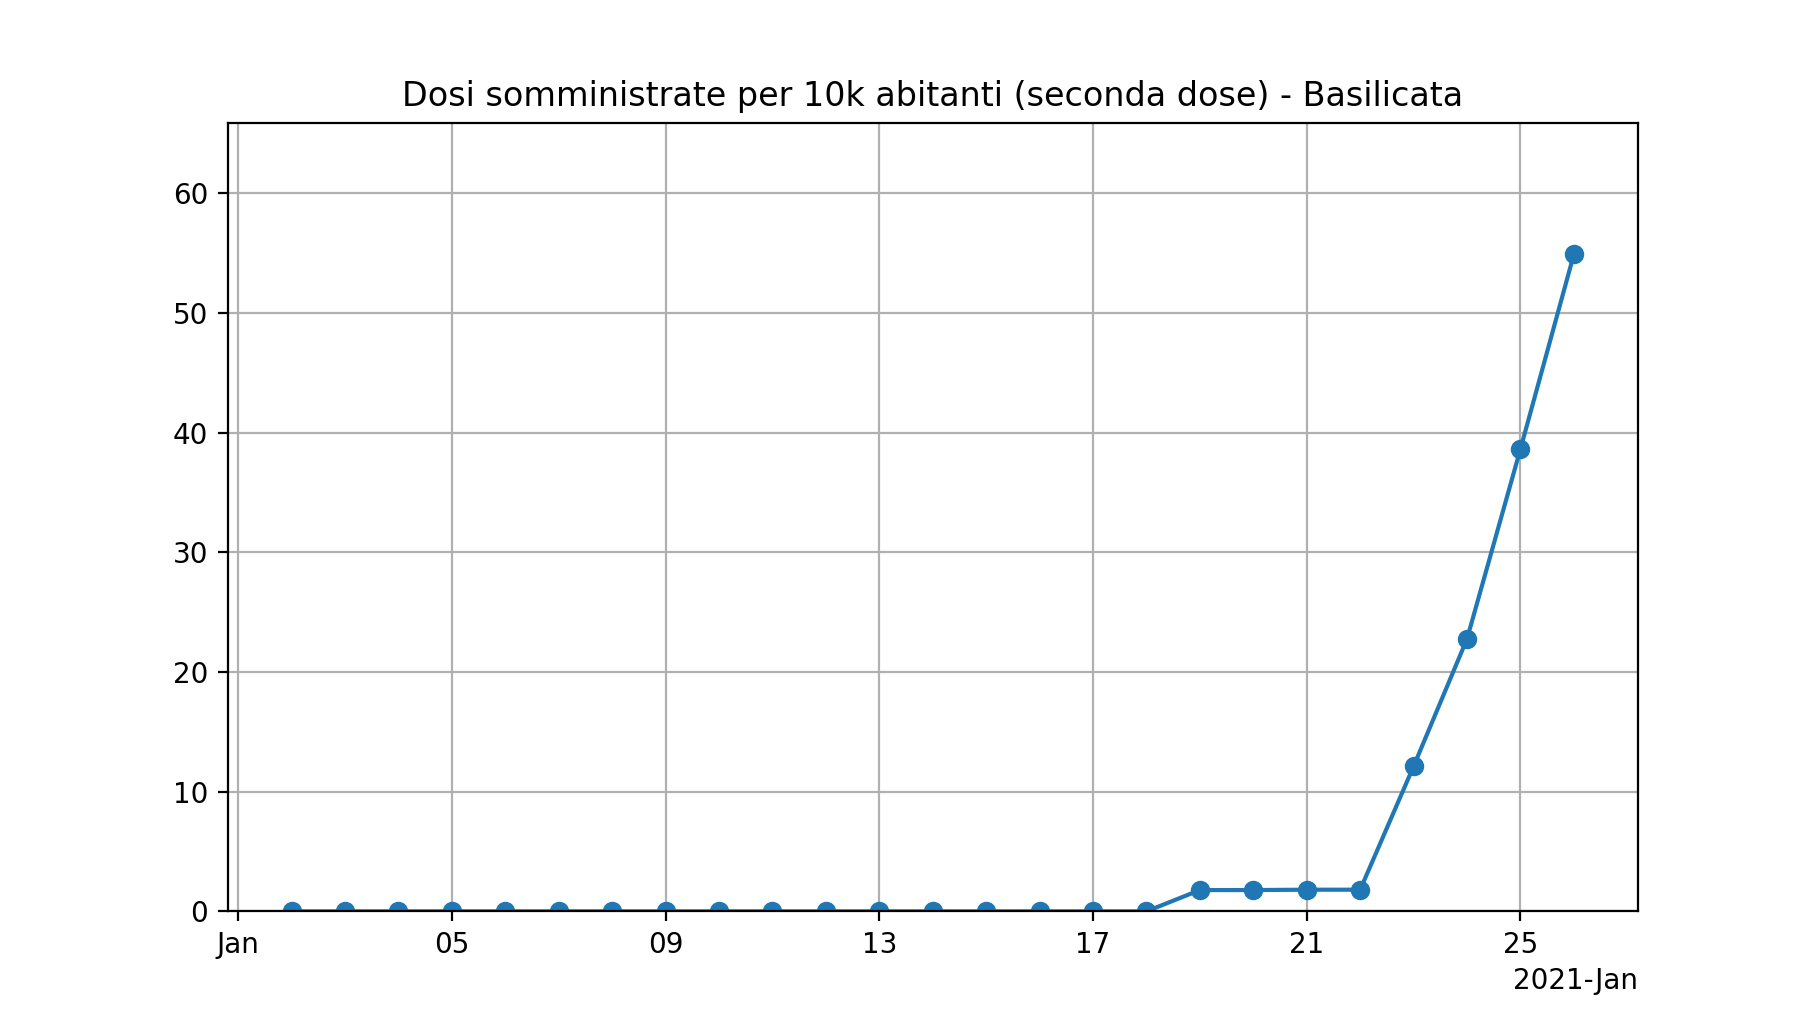 Dosi somministrate per 10k abitanti (seconda dose) - Basilicata
60
50
40
30
20
10
0
Jan 05 09 13 17 21 25
2021-Jan